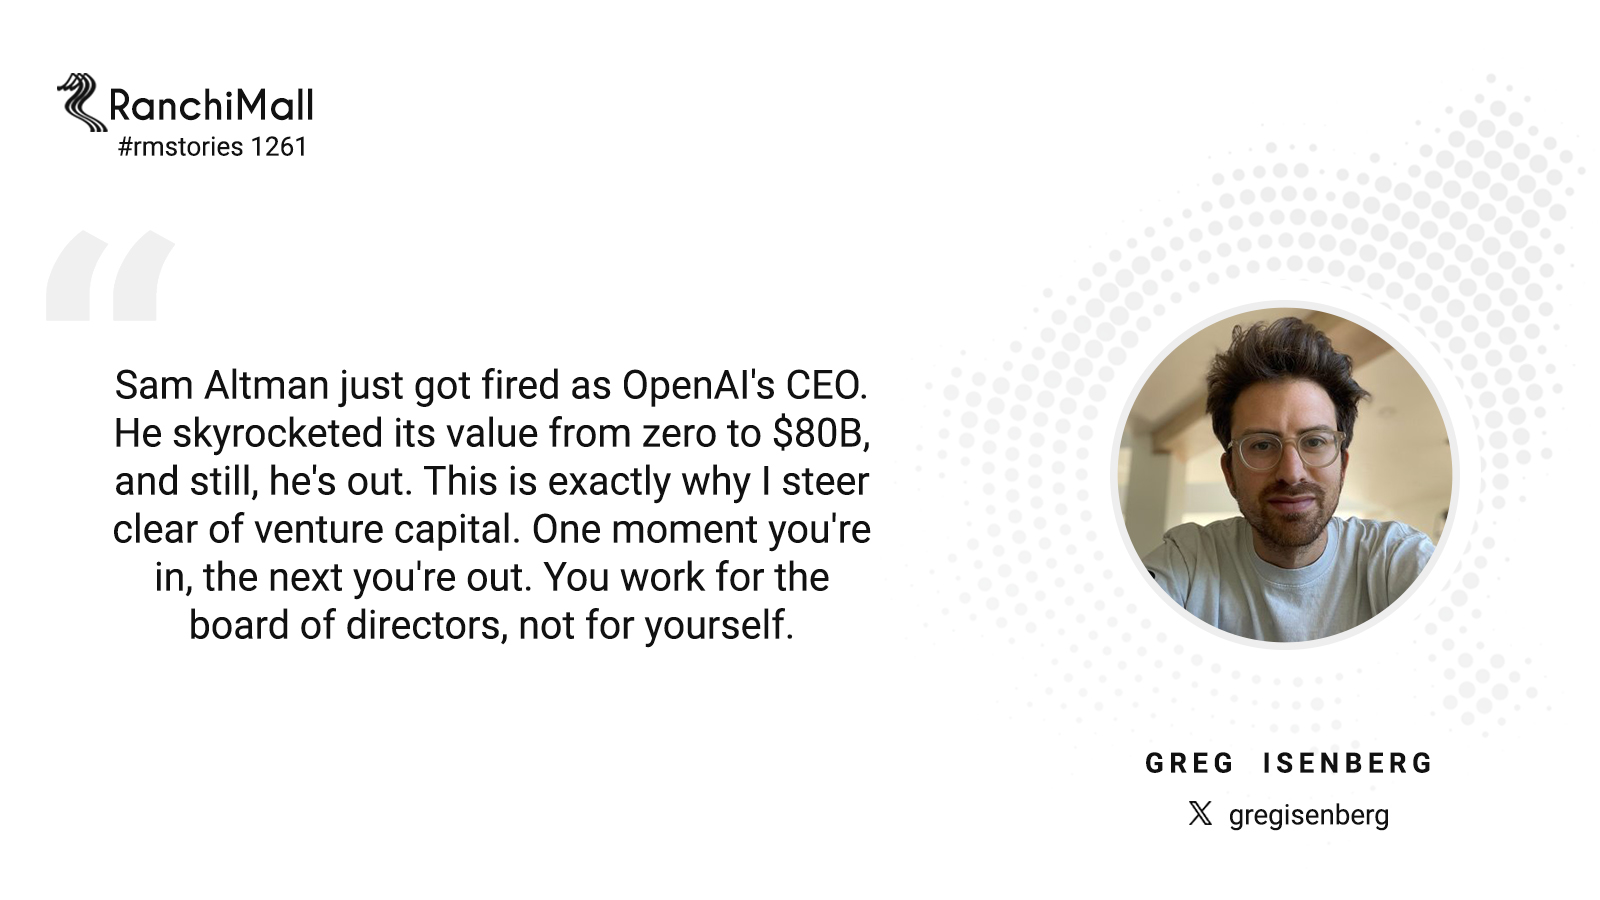 RanchiMall
#rmstories 1261
“
Sam Altman just got fired as OpenAI's CEO.
He skyrocketed its value from zero to $80B,
and still, he's out. This is exactly why I steer
clear of venture capital. One moment you're
in, the next you're out. You work for the
board of directors, not for yourself.
GREG ISENBERG
𝕏 gregisenberg